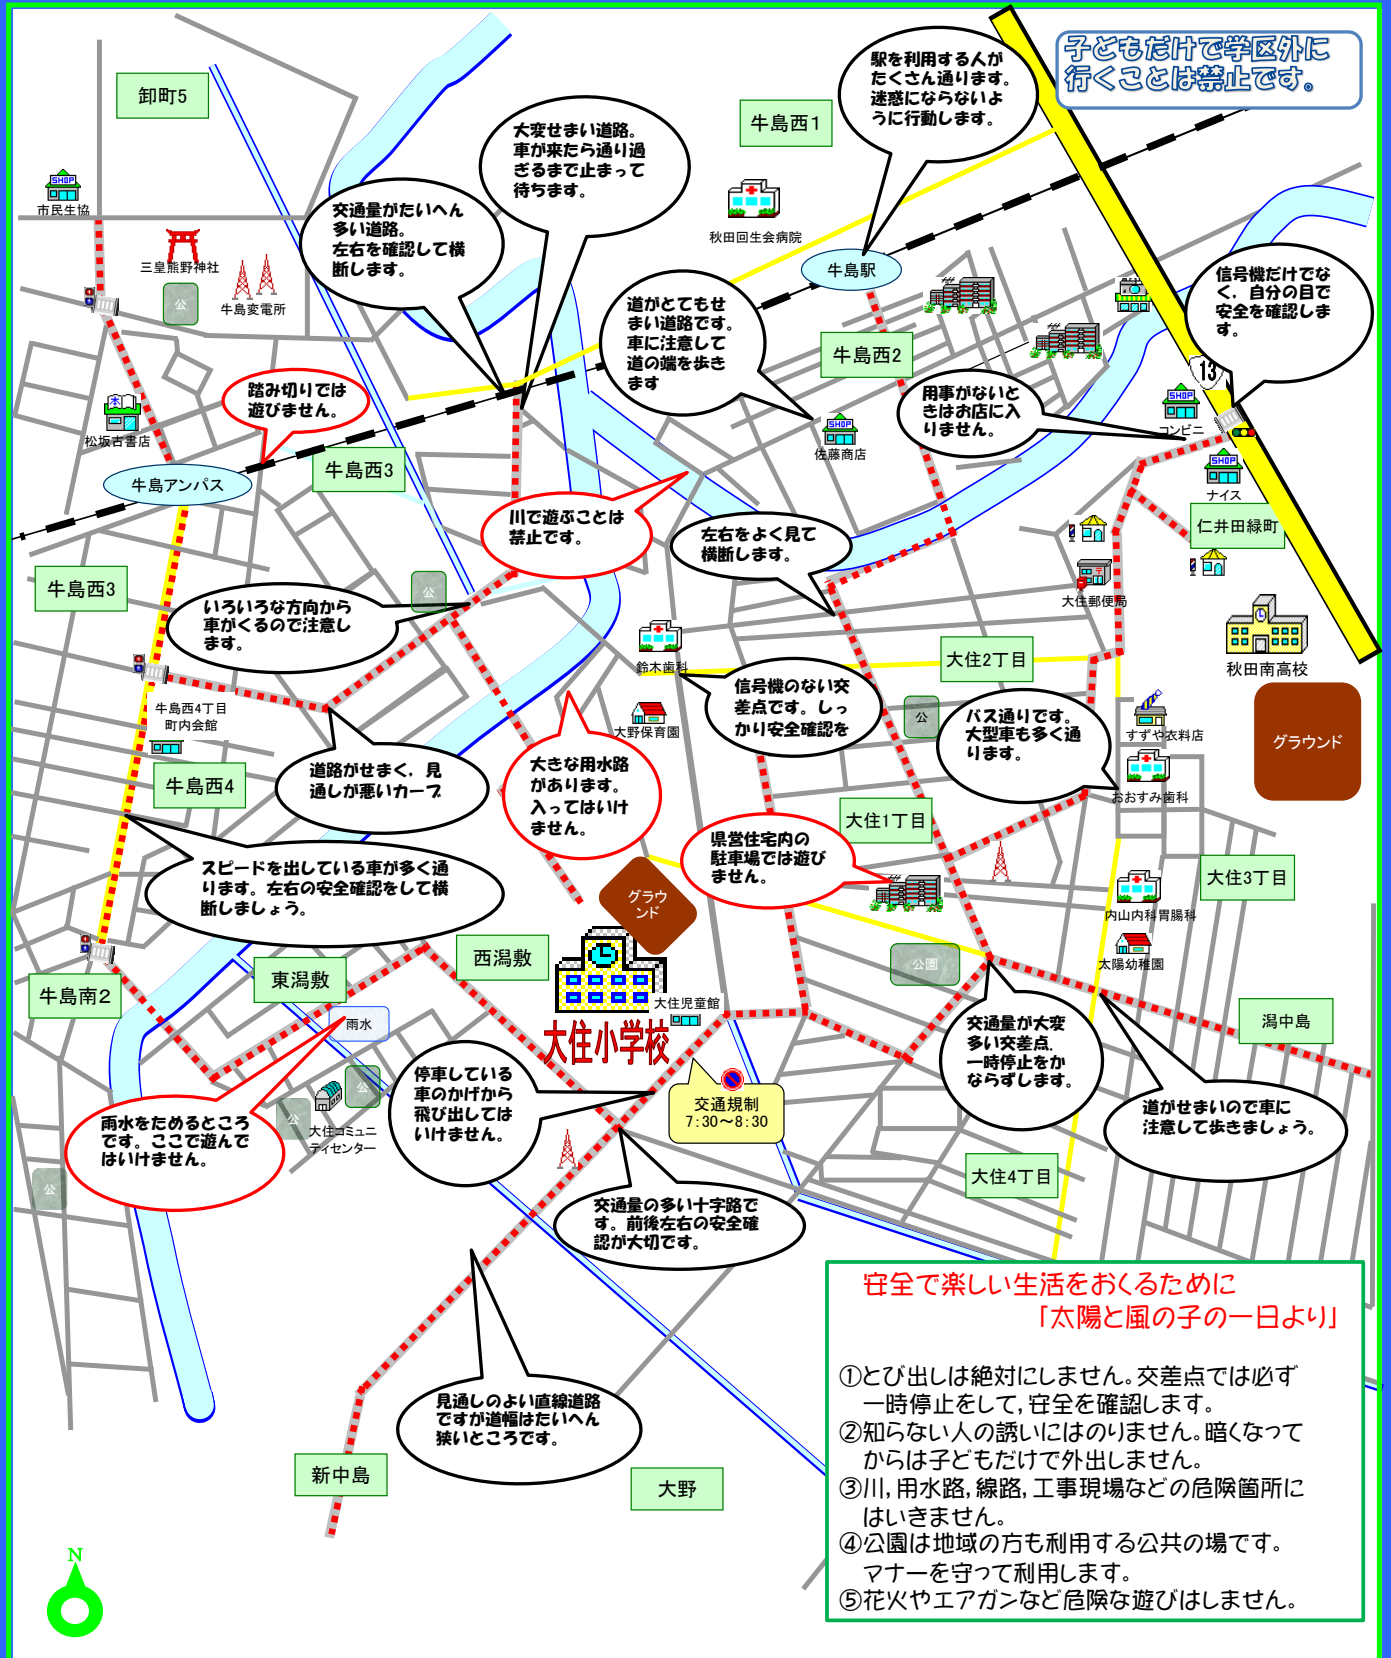 子どもだけで学区外に
行くことは禁止です。
卸町5
牛島西1
駅を利用する人が
たくさん通ります。
迷惑にならないよ
うに行動します。
大変せまい道路。
車が来たら通り過
ぎるまで止まって
待ちます。
交通量がたいへん
多い道路。
左右を確認して横
断します。
SHOP
市民生協
三皇熊野神社
公
牛島変電所
秋田回生会病院
牛島駅
道がとてもせ
まい道路です。
車に注意して
道の端を歩き
ます
信号機だけでな
く，自分の目で
安全を確認しま
す。
13
牛島西2
踏み切りでは
遊びません。
用事がないと
きはお店に入
りません。
SHOP
コンビニ
本
松坂古書店
SHOP
佐藤商店
牛島西3
牛島アンパス
SHOP
ナイス
川で遊ぶことは
禁止です。
左右をよく見て
横断します。
仁井田緑町
牛島西3
公
いろいろな方向から
車がくるので注意し
ます。
大住郵便局
鈴木歯科
大住2丁目
秋田南高校
信号機のない交
差点です。しっ
かり安全確認を
牛島西4丁目
町内会館
大野保育園
公
バス通りです。
大型車も多く通
ります。
すずや衣料店
グラウンド
牛島西4
道路がせまく，見
通しが悪いカーブ
大きな用水路
があります。
入ってはいけ
ません。
おおすみ歯科
大住1丁目
県営住宅内の
駐車場では遊び
ません。
スピードを出している車が多く通
ります。左右の安全確認をして横
断しましょう。
グラウ
ンド
大住3丁目
内山内科胃腸科
西潟敷
公園
太陽幼稚園
東潟敷
牛島南2
大住児童館
雨水
大住小学校
潟中島
交通量が大変
多い交差点．
一時停止をか
ならずします。
停車している
車のかげから
飛び出しては
いけません。
交通規制
7:30～8:30
公
公
大住コミュニ
ティセンター
雨水をためるところ
です。ここで遊んで
はいけません。
道がせまいので車に
注意して歩きましょう。
公
大住4丁目
交通量の多い十字路で
す。前後左右の安全確
認が大切です。
見通しのよい直線道路
ですが道幅はたいへん
狭いところです。
新中島
大野
安全で楽しい生活をおくるために
「太陽と風の子の一日より」
①とび出しは絶対にしません。交差点では必ず
一時停止をして，安全を確認します。
②知らない人の誘いにはのりません。暗くなって
からは子どもだけで外出しません。
③川，用水路，線路，工事現場などの危険箇所に
はいきません。
④公園は地域の方も利用する公共の場です。
マナーを守って利用します。
⑤花火やエアガンなど危険な遊びはしません。
N